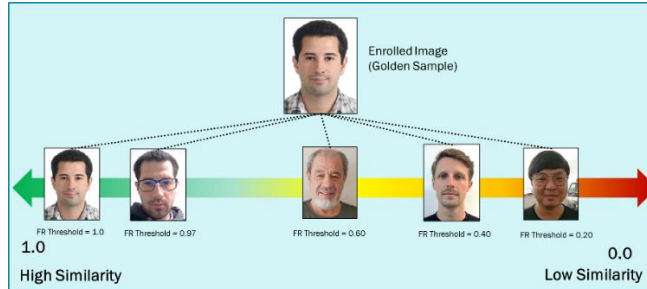 Enrolled Image
(Golden Sample)
FR Threshold = 1.0
FR Threshold = 0.97
FR Threshold = 0.60
FR Threshold = 0.40
FR Threshold = 0.20
1.0
0.0
High Similarity
Low Similarity